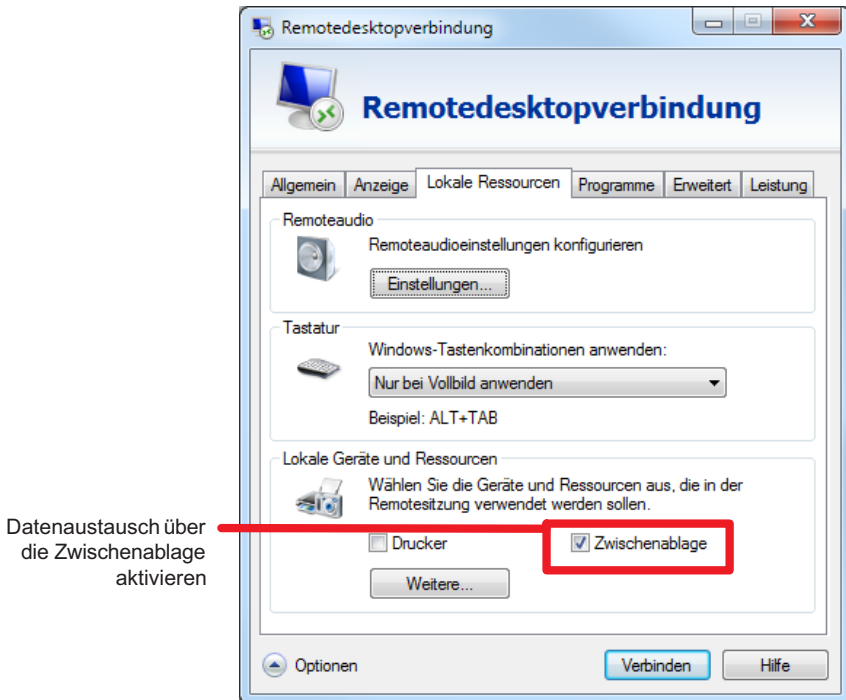 Remotedesktopverbindung
Remotedesktopverbindung
Allgemein Anzeige Lokale Ressourcen Programme Erweitert Leistung
Remoteaudio
Remoteaudioeinstellungen konfigurieren
Einstellungen...
Tastatur
Windows-Tastenkombinationen anwenden:
Nur bei Vollbild anwenden
Beispiel: ALT+TAB
Lokale Geräte und Ressourcen
Wählen Sie die Geräte und Ressourcen aus, die in der
Remotesitzung verwendet werden sollen.
Datenaustausch über
die Zwischenablage
aktivieren
Drucker Zwischenablage
Weitere...
Optionen Verbinden Hilfe